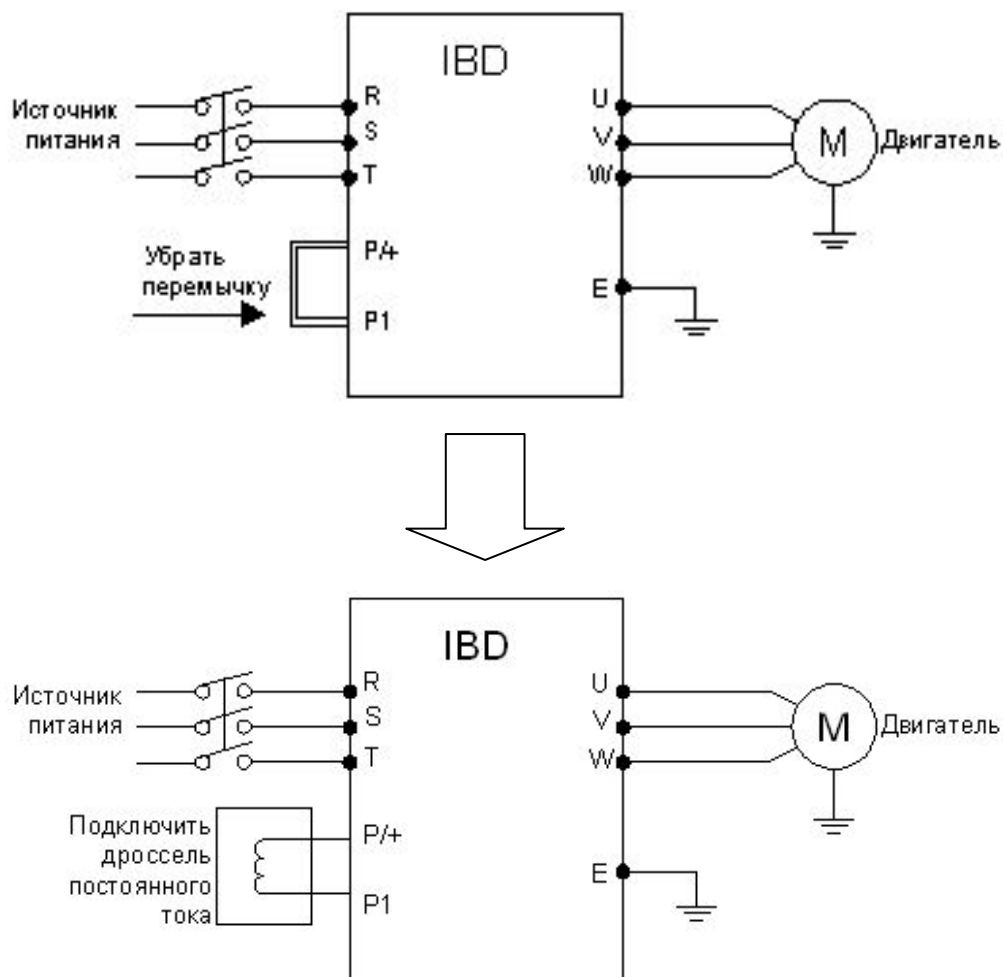 IBD
Источник
питания
R
S
T
U
V
W
M
Двигатель
Убрать
перемычку
P/+
P1
E
IBD
Источник
питания
R
S
T
U
V
W
M
Двигатель
Подключить
дроссель
постоянного
тока
P/+
P1
E